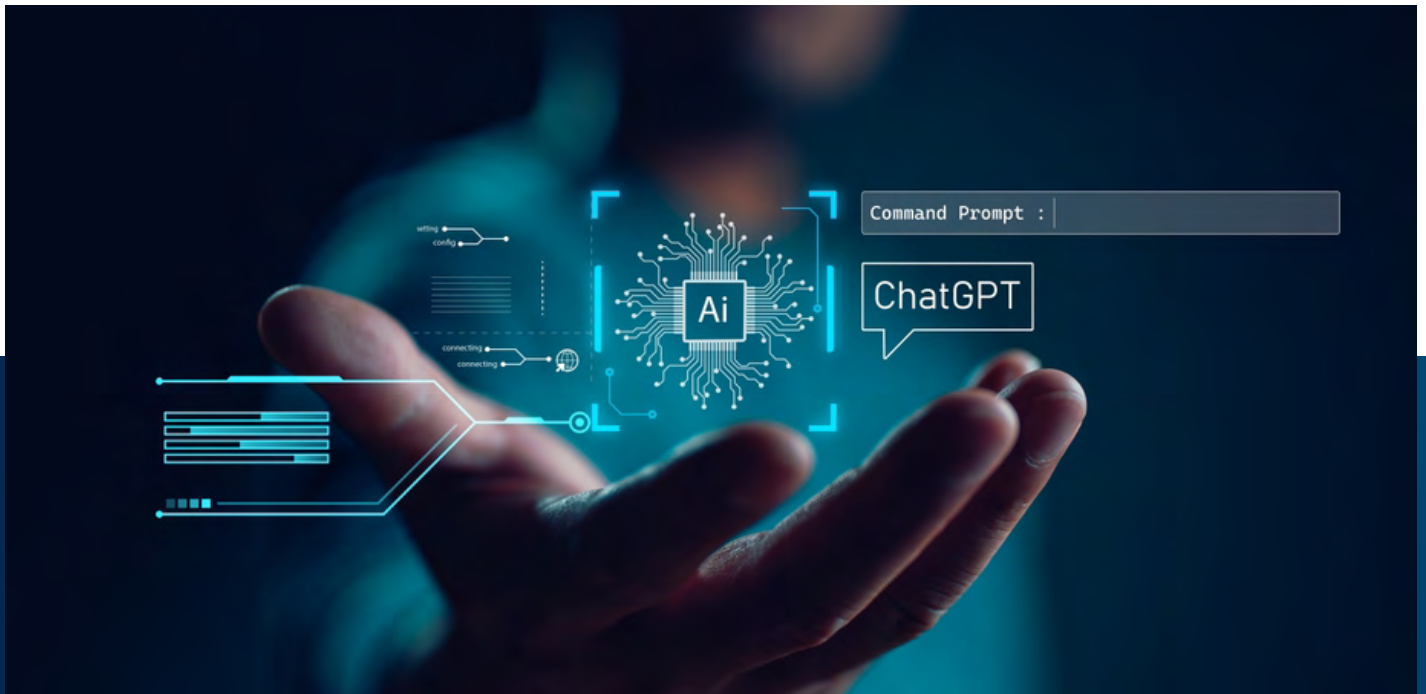 Command Prompt :
setting
config
Ai
ChatGPT
connecting
connecting